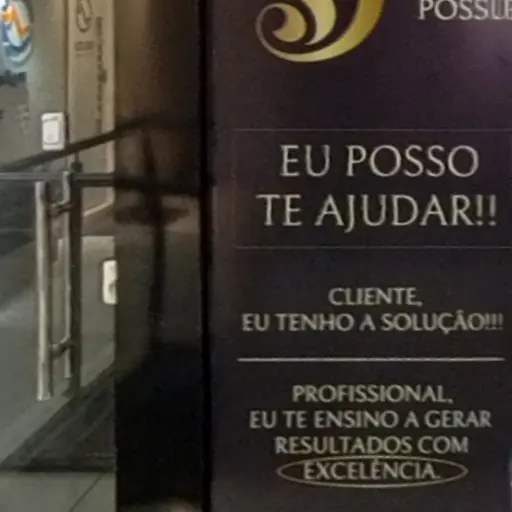 EU POSSO
TE AJUDAR!!
CLIENTE,
EU TENHO A SOLUÇÃO!!!
PROFISSIONAL,
EU TE ENSINO A GERAR
RESULTADOS COM
EXCELÊNCIA.